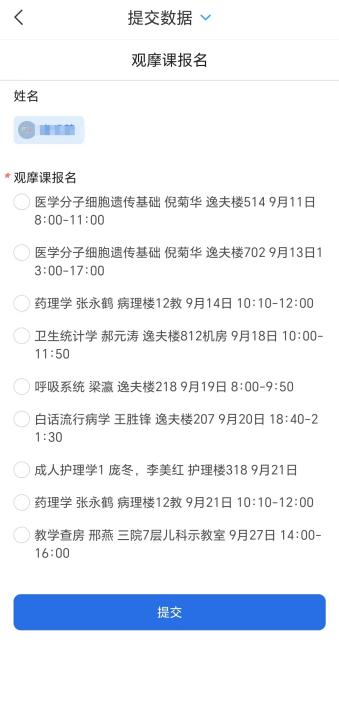 提交数据
观摩课报名
姓名
* 观摩课报名
医学分子细胞遗传基础 倪菊华 逸夫楼514 9月11日
8:00-11:00
医学分子细胞遗传基础 倪菊华 逸夫楼702 9月13日1
3:00-17:00
药理学 张永鹤 病理楼12教 9月14日 10:10-12:00
卫生统计学 郝元涛 逸夫楼812机房 9月18日 10:00-
11:50
呼吸系统 梁瀛 逸夫楼218 9月19日 8:00-9:50
白话流行病学 王胜锋 逸夫楼207 9月20日 18:40-2
1:30
成人护理学1 庞冬，李美红 护理楼318 9月21日
药理学 张永鹤 病理楼12教 9月21日 10:10-12:00
教学查房 邢燕 三院7层儿科示教室 9月27日 14:00-
16:00
提交